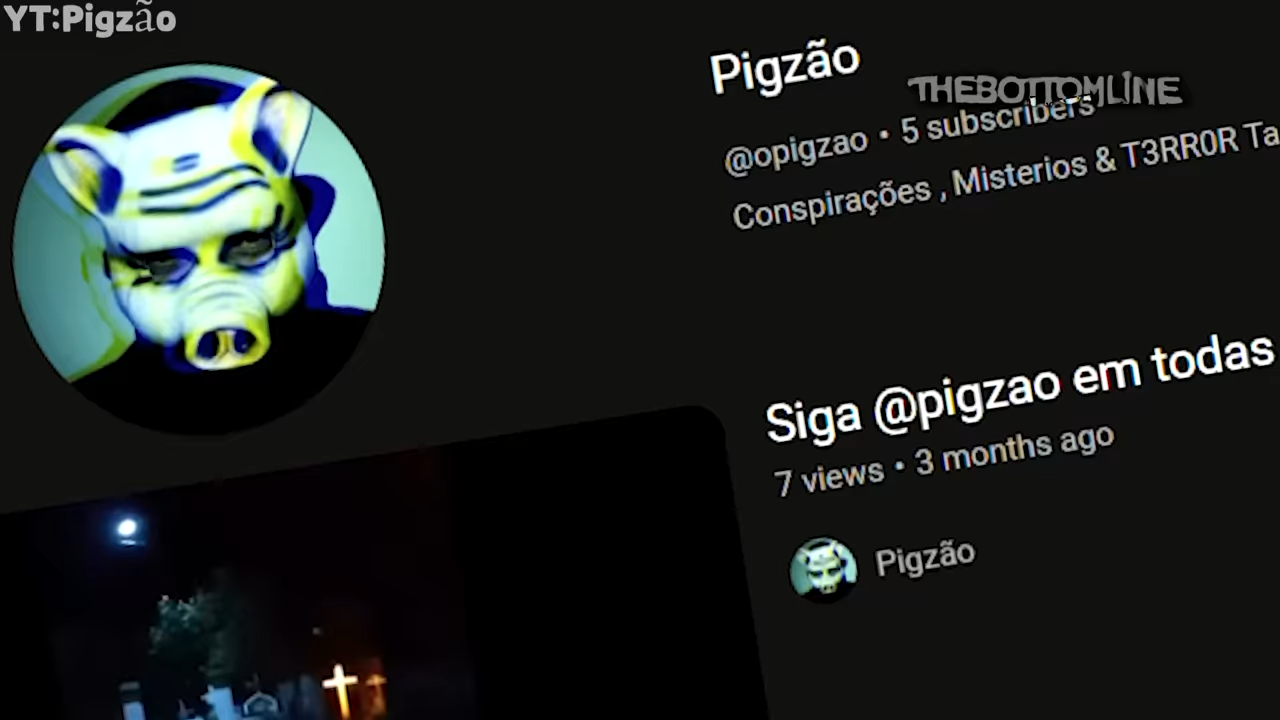 YT:Pigzão
Pigzão
THEBOTTOMLINE
@opigzao • 5 subscribers
Conspirações , Misterios & T3RR0R Ta
Siga @pigzao em todas
7 views • 3 months ago
Pigzão